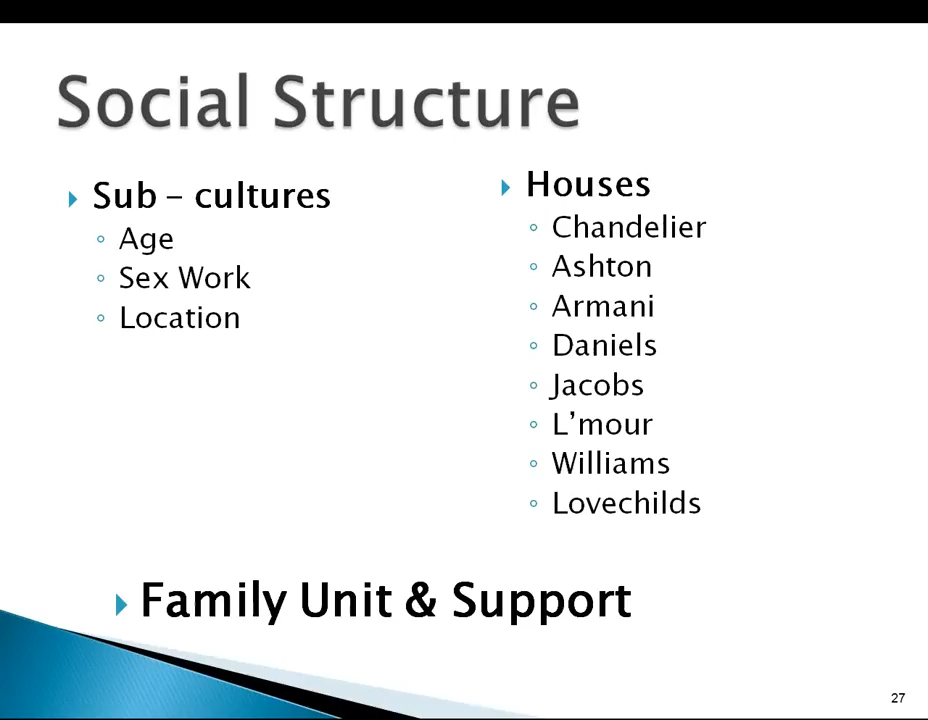 Social Structure
Sub – cultures
Age
Sex Work
Location
Houses
Chandelier
Ashton
Armani
Daniels
Jacobs
L’mour
Williams
Lovechilds
Family Unit & Support
27